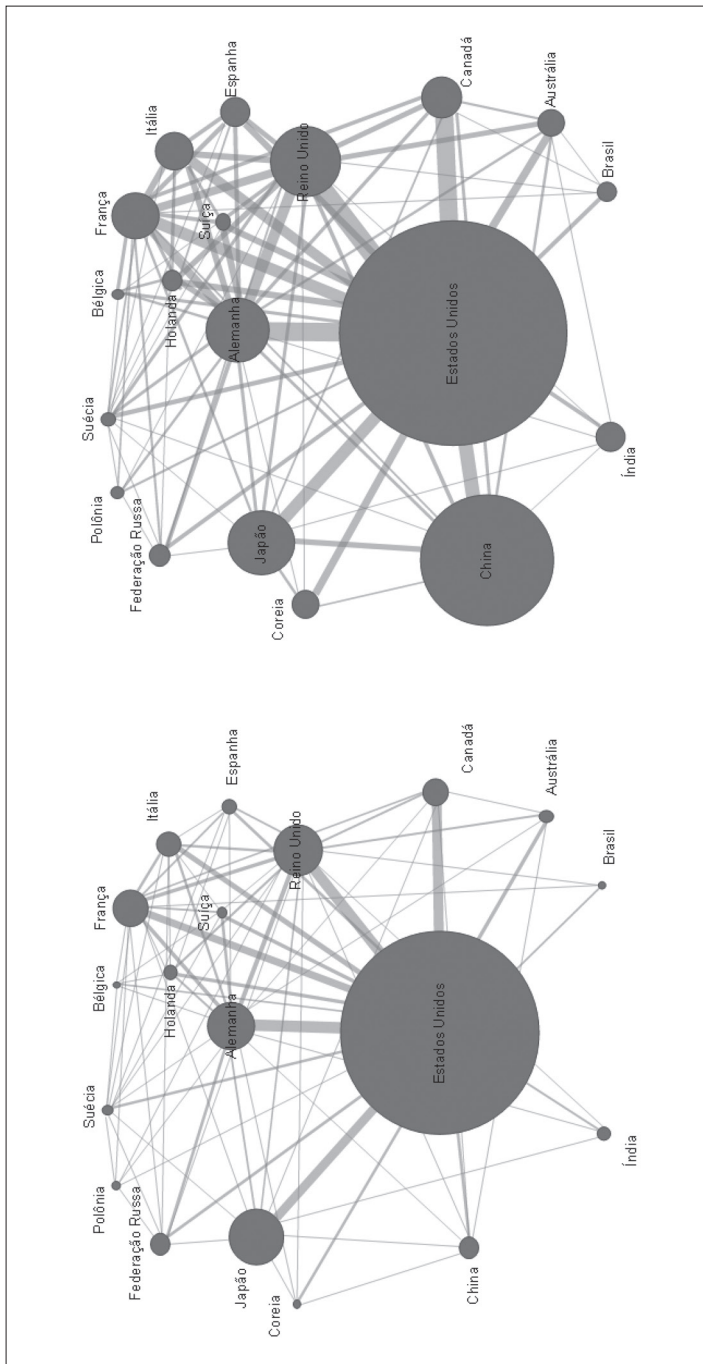 Suécia
Polônia
Bélgica
França
Federação Russa
Itália
Holanda
Suíça
Espanha
Alemanha
Japão
Coreia
Reino Unido
Canadá
Estados Unidos
China
Austrália
Brasil
Índia
Suécia
Polônia
Bélgica
França
Federação Russa
Itália
Holanda
Suíça
Espanha
Alemanha
Japão
Coreia
Reino Unido
Canadá
Estados Unidos
China
Austrália
Brasil
Índia